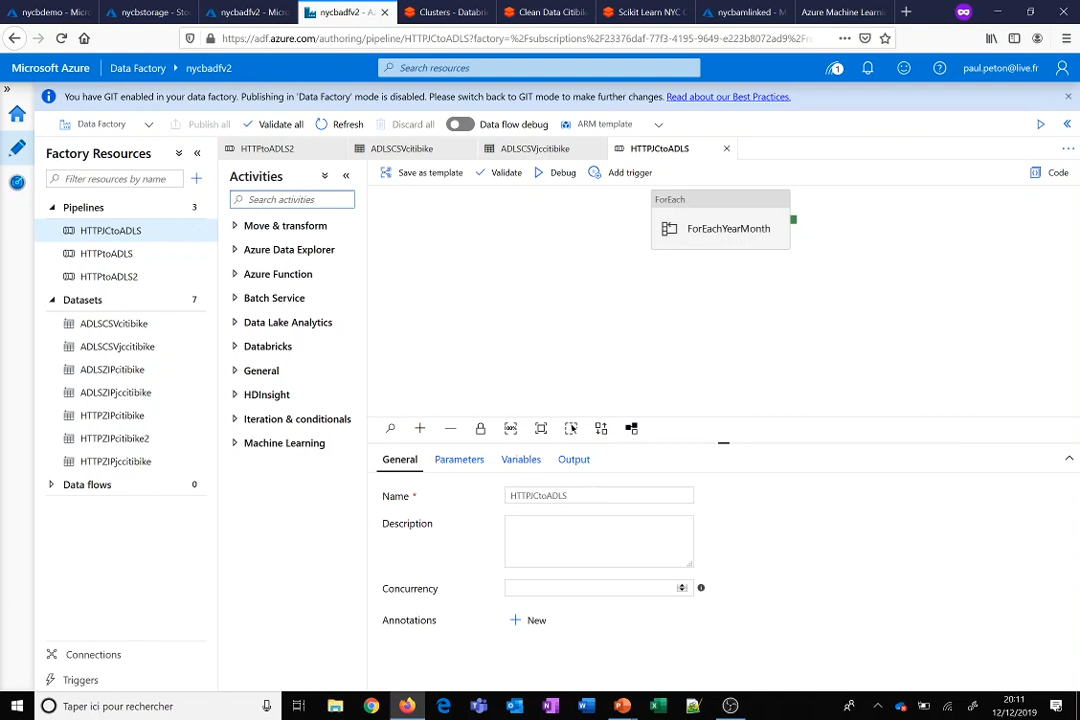 nycbdemo - Micr
nycbstorage - Sto
nycbadfv2 - Micro
nycbadfv2 - Az
Clusters - Databri
Clean Data Citibik
Scikit Learn NYC C
nycbamlinked - M
Azure Machine Learni
https://adf.azure.com/authoring/pipeline/HTTPJCtoADLS?factory=%2Fsubscriptions%2F23376daf-77f3-4195-9649-e223b8072ad9%2Fr
Microsoft Azure
Data Factory
nycbadfv2
Search resources
1
paul.peton@live.fr
You have GIT enabled in your data factory. Publishing in 'Data Factory' mode is disabled. Please switch back to GIT mode to make further changes. Read about our Best Practices.
Data Factory
Publish all
Validate all
Refresh
Discard all
Data flow debug
ARM template
Factory Resources
HTTPtoADLS2
ADLSCSVcitibike
ADLSCSVjccitibike
HTTPJCtoADLS
Filter resources by name
Activities
Save as template
Validate
Debug
Add trigger
Code
Search activities
Pipelines 3
HTTPJCtoADLS
HTTPtoADLS
HTTPtoADLS2
Datasets 7
ADLSCSVcitibike
ADLSCSVjccitibike
ADLSZIPcitibike
ADLSZIPjccitibike
HTTPZIPcitibike
HTTPZIPcitibike2
HTTPZIPjccitibike
Data flows 0
Connections
Triggers
Move & transform
Azure Data Explorer
Azure Function
Batch Service
Data Lake Analytics
Databricks
General
HDInsight
Iteration & conditionals
Machine Learning
ForEach
ForEachYearMonth
100%
General
Parameters
Variables
Output
Name *
HTTPJCtoADLS
Description
Concurrency
Annotations
New
Taper ici pour rechercher
20:11
12/12/2019